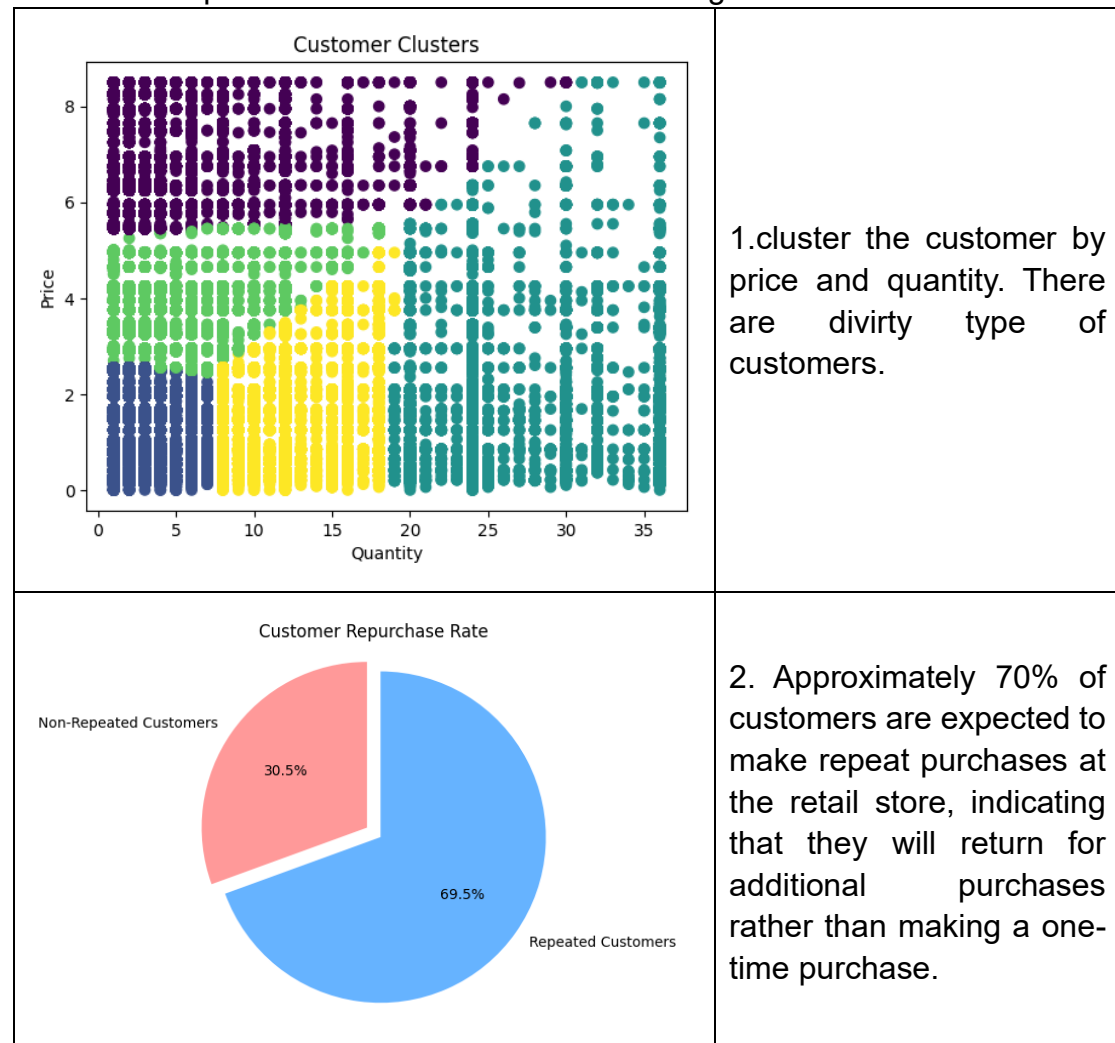 Customer Clusters
8
6
4
2
0
Price
0 5 10 15 20 25 30 35
Quantity
1.cluster the customer by
price and quantity. There
are divirty type of
customers.
Customer Repurchase Rate
Non-Repeated Customers
30.5%
69.5%
Repeated Customers
2. Approximately 70% of
customers are expected to
make repeat purchases at
the retail store, indicating
that they will return for
additional purchases
rather than making a one-
time purchase.